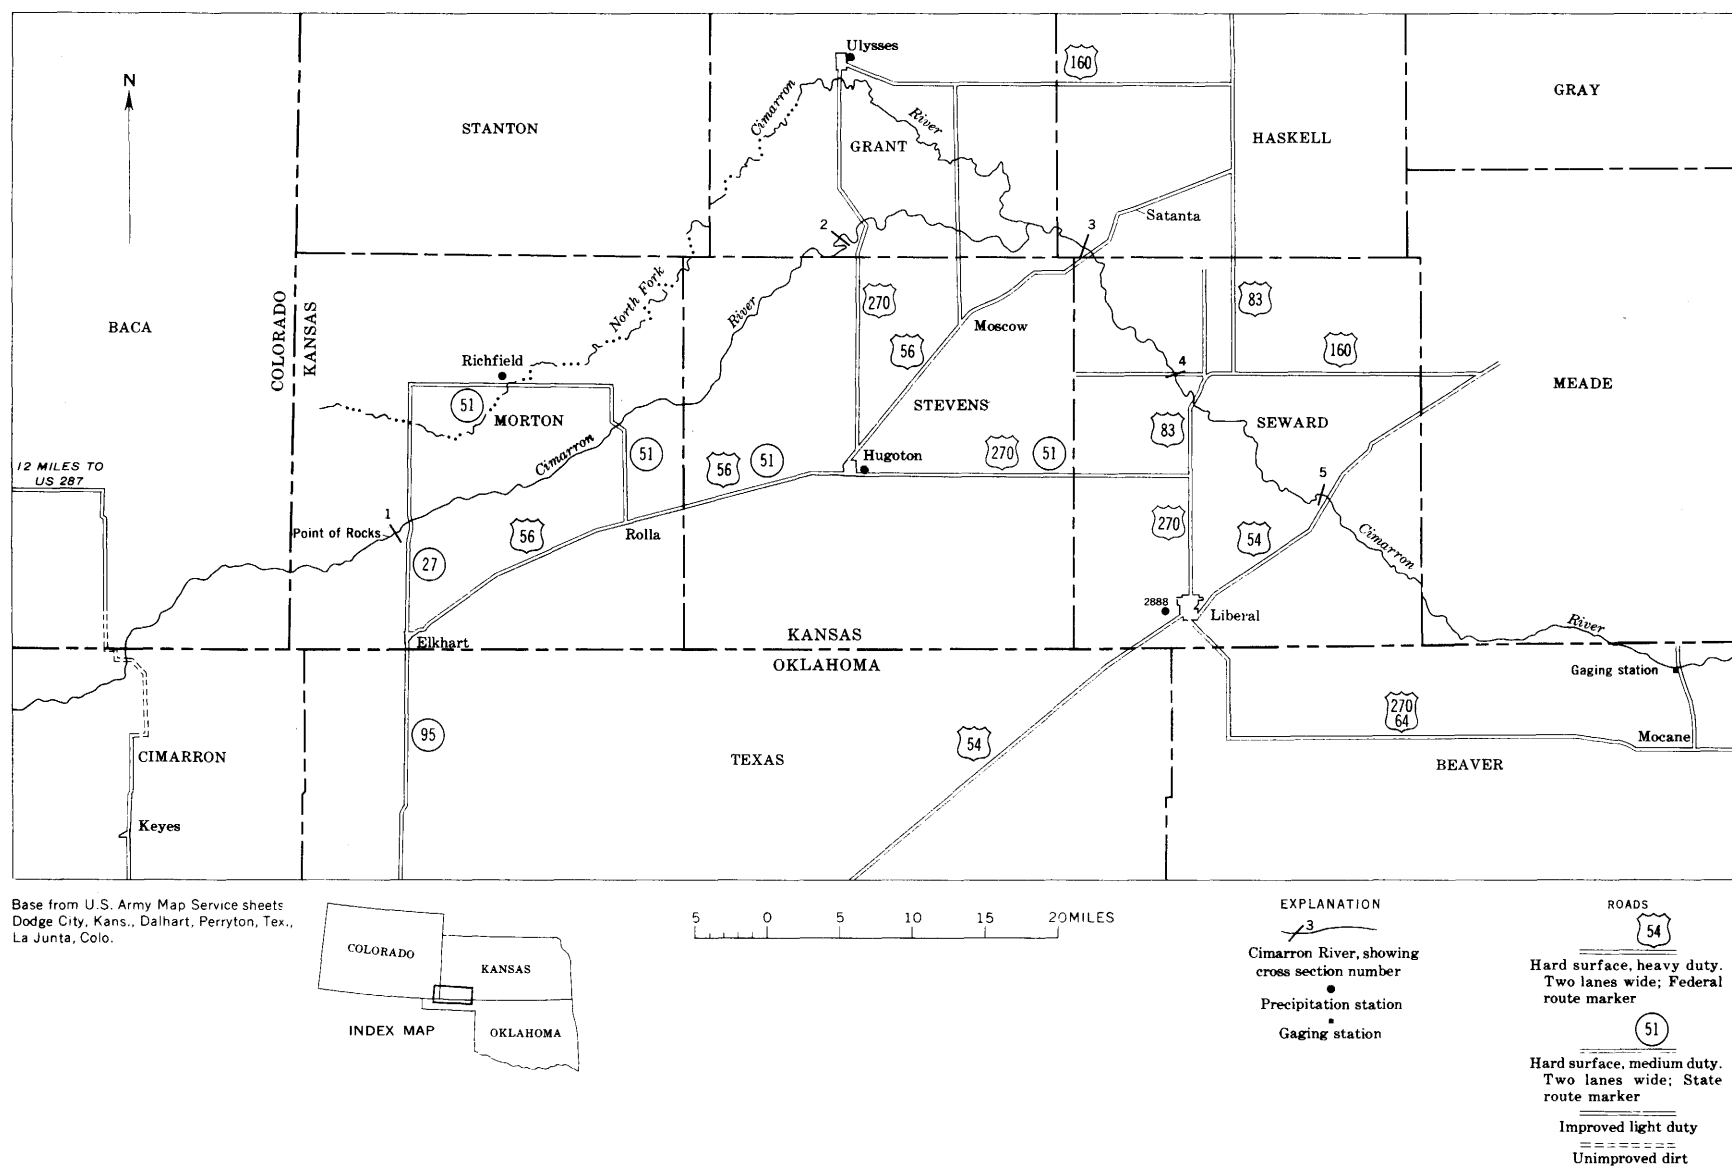 Ulysses
160
GRAY
N
Cimarron
River
STANTON
GRANT
HASKELL
2
3
Satanta
North Fork
River
270
83
COLORADO
KANSAS
BACA
Moscow
56
160
Richfield
4
MEADE
51
MORTON
STEVENS
SEWARD
83
Cimarron
51
56
51
Hugoton
270
51
12 MILES TO
US 287
5
1
Point of Rocks
56
Rolla
270
54
Cimarron
27
2888
Liberal
River
Elkhart
KANSAS
OKLAHOMA
Gaging station
95
54
270
64
Mocane
CIMARRON
TEXAS
BEAVER
Keyes
Base from U.S. Army Map Service sheets
Dodge City, Kans., Dalhart, Perryton, Tex.,
La Junta, Colo.
COLORADO
KANSAS
OKLAHOMA
INDEX MAP
5 0 5 10 15 20 MILES
EXPLANATION
3
Cimarron River, showing
cross section number
Precipitation station
Gaging station
ROADS
54
Hard surface, heavy duty.
Two lanes wide; Federal
route marker
51
Hard surface, medium duty.
Two lanes wide; State
route marker
Improved light duty
Unimproved dirt